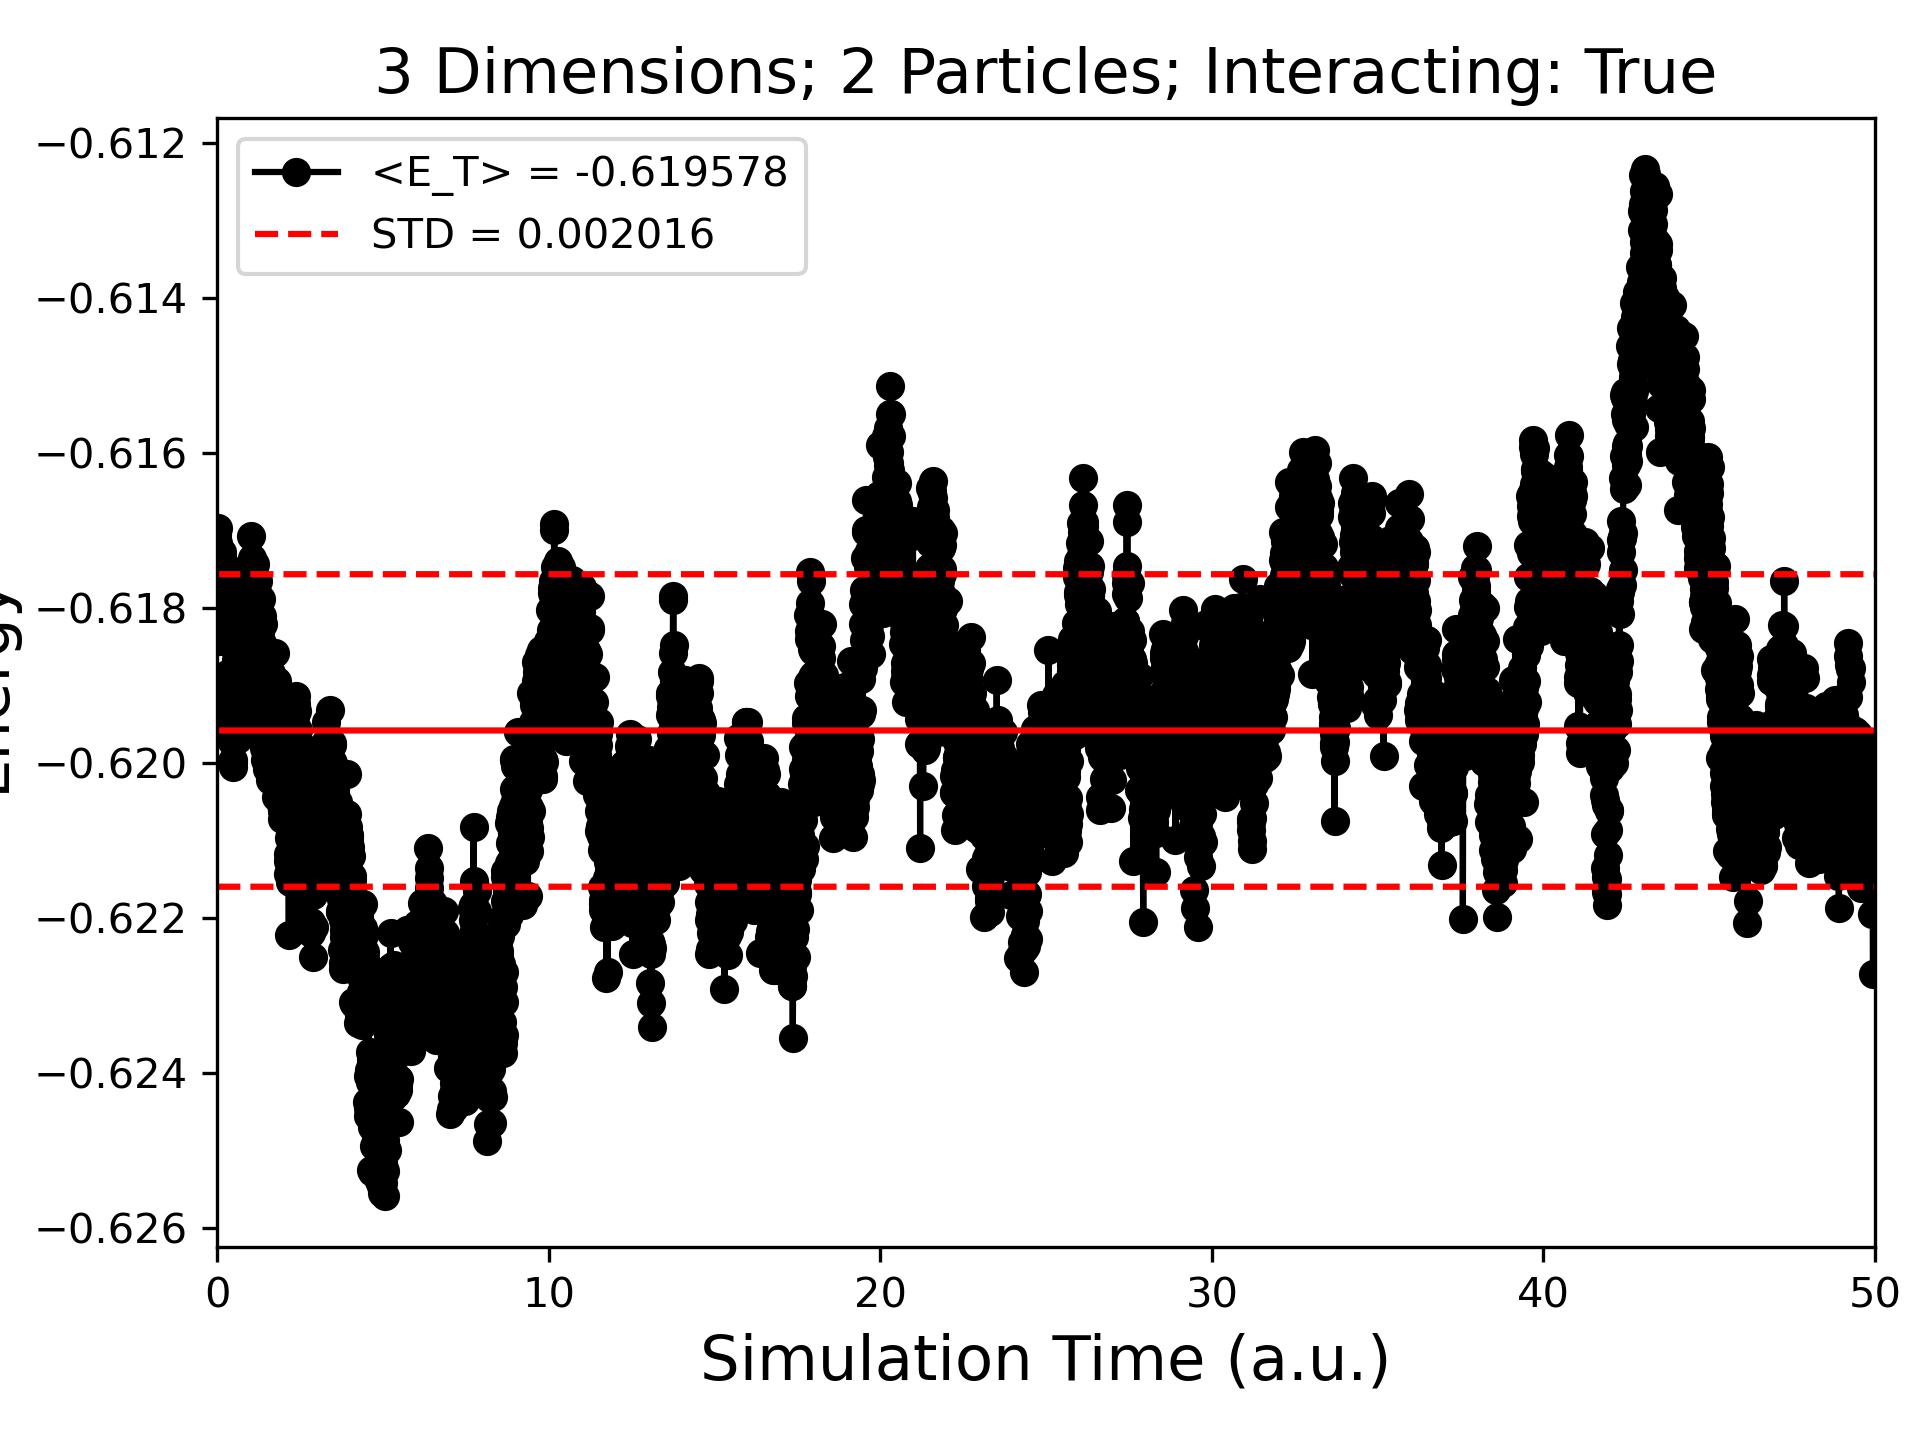 3 Dimensions; 2 Particles; Interacting: True
−0.612
−0.614
−0.616
−0.618
−0.620
−0.622
−0.624
−0.626
Energy
<E_T> = -0.619578
STD = 0.002016
0 10 20 30 40 50
Simulation Time (a.u.)